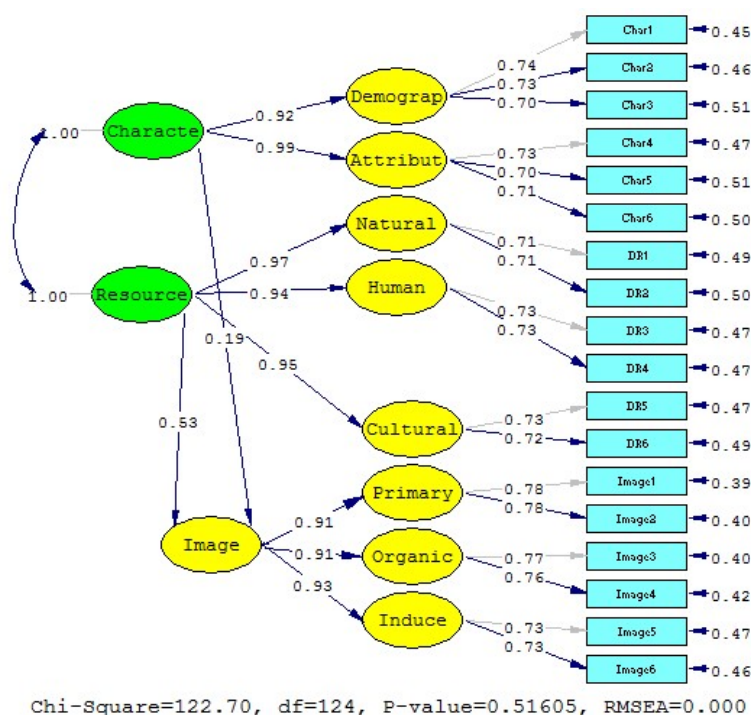 Char1 0.45
0.74
Char2 0.46
0.73
Demograp
0.70
Char3 0.51
0.92
1.00 Characte
0.99
Attribut
0.73
Char4 0.47
0.70
Char5 0.51
0.71
Char6 0.50
Natural
0.97
0.71
DR1 0.49
0.71
DR2 0.50
1.00 Resource
0.94
Human
0.73
DR3 0.47
0.73
DR4 0.47
0.19
0.95
0.53
Cultural
0.73
DR5 0.47
0.72
DR6 0.49
Primary
0.78
Image1 0.39
0.78
Image2 0.40
Image
0.91
0.91
0.93
Organic
0.77
Image3 0.40
0.76
Image4 0.42
Induce
0.73
Image5 0.47
0.73
Image6 0.46
Chi-Square=122.70, df=124, P-value=0.51605, RMSEA=0.000